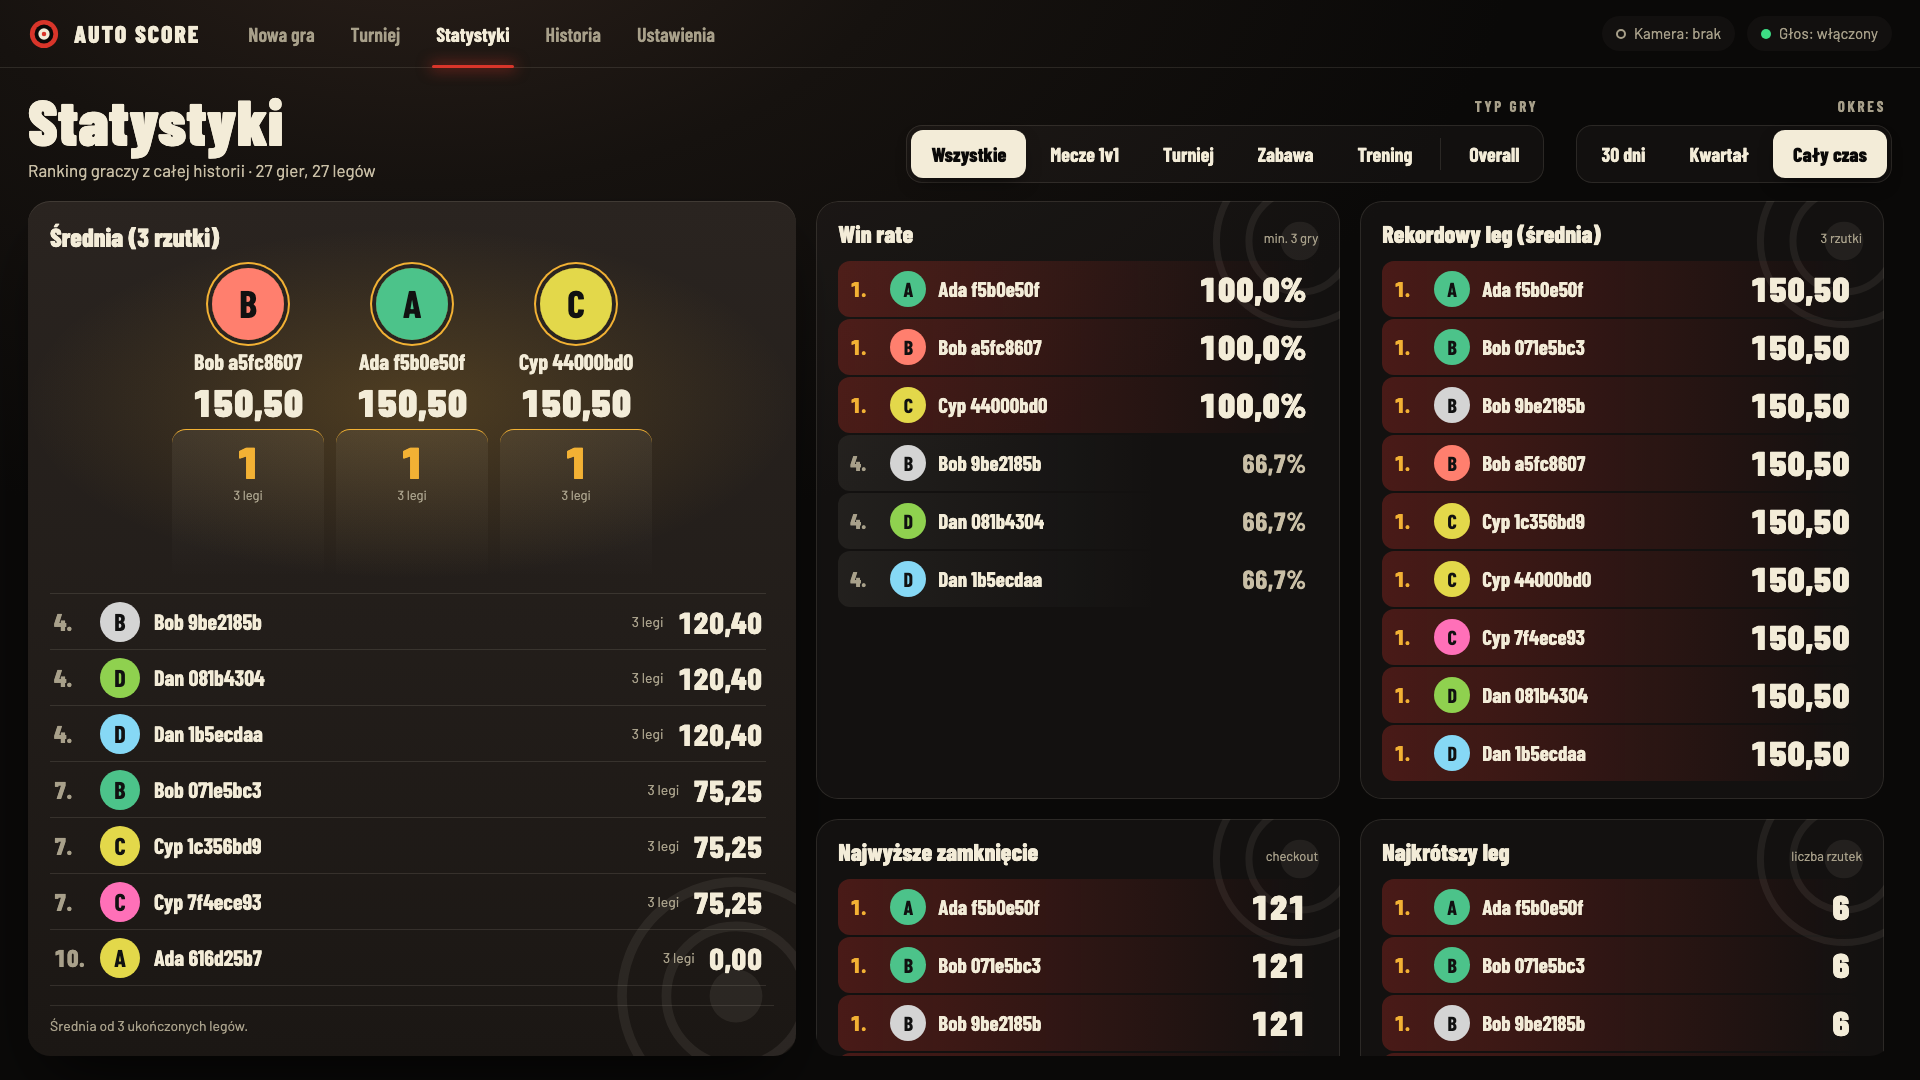 AUTO SCORE
Nowa gra
Turniej
Statystyki
Historia
Ustawienia
Kamera: brak
Głos: włączony
Statystyki
Ranking graczy z całej historii · 27 gier, 27 legów
TYP GRY
Wszystkie
Mecze 1v1
Turniej
Zabawa
Trening
Overall
OKRES
30 dni
Kwartał
Cały czas
Średnia (3 rzutki)
B
A
C
Bob a5fc8607
Ada f5b0e50f
Cyp 44000bd0
150,50
150,50
150,50
1
1
1
3 legi
3 legi
3 legi
4. B Bob 9be2185b 3 legi 120,40
4. D Dan 081b4304 3 legi 120,40
4. D Dan 1b5ecdaa 3 legi 120,40
7. B Bob 071e5bc3 3 legi 75,25
7. C Cyp 1c356bd9 3 legi 75,25
7. C Cyp 7f4ece93 3 legi 75,25
10. A Ada 616d25b7 3 legi 0,00
Średnia od 3 ukończonych legów.
Win rate
min. 3 gry
1. A Ada f5b0e50f 100,0%
1. B Bob a5fc8607 100,0%
1. C Cyp 44000bd0 100,0%
4. B Bob 9be2185b 66,7%
4. D Dan 081b4304 66,7%
4. D Dan 1b5ecdaa 66,7%
Rekordowy leg (średnia)
3 rzutki
1. A Ada f5b0e50f 150,50
1. B Bob 071e5bc3 150,50
1. B Bob 9be2185b 150,50
1. B Bob a5fc8607 150,50
1. C Cyp 1c356bd9 150,50
1. C Cyp 44000bd0 150,50
1. C Cyp 7f4ece93 150,50
1. D Dan 081b4304 150,50
1. D Dan 1b5ecdaa 150,50
Najwyższe zamknięcie
checkout
1. A Ada f5b0e50f 121
1. B Bob 071e5bc3 121
1. B Bob 9be2185b 121
Najkrótszy leg
liczba rzutek
1. A Ada f5b0e50f 6
1. B Bob 071e5bc3 6
1. B Bob 9be2185b 6